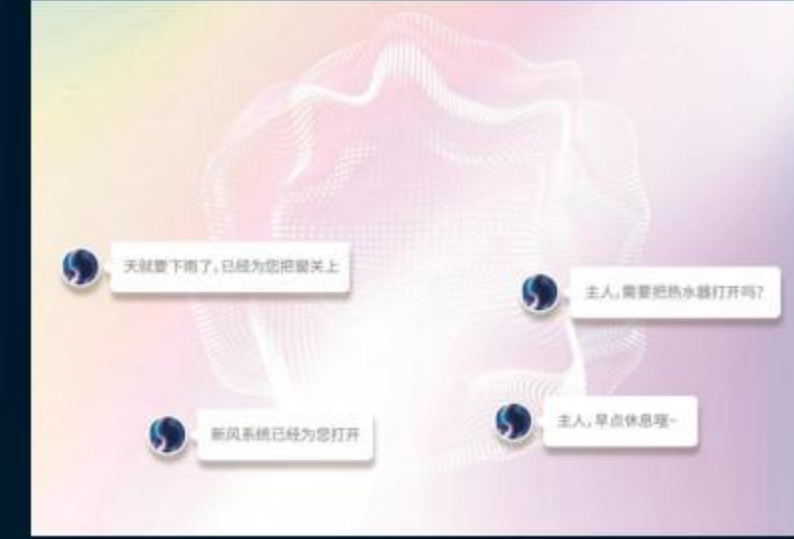 天就要下雨了，已经为您把窗关上
主人，需要把热水器打开吗？
新风系统已经为您打开
主人，早点休息哦~